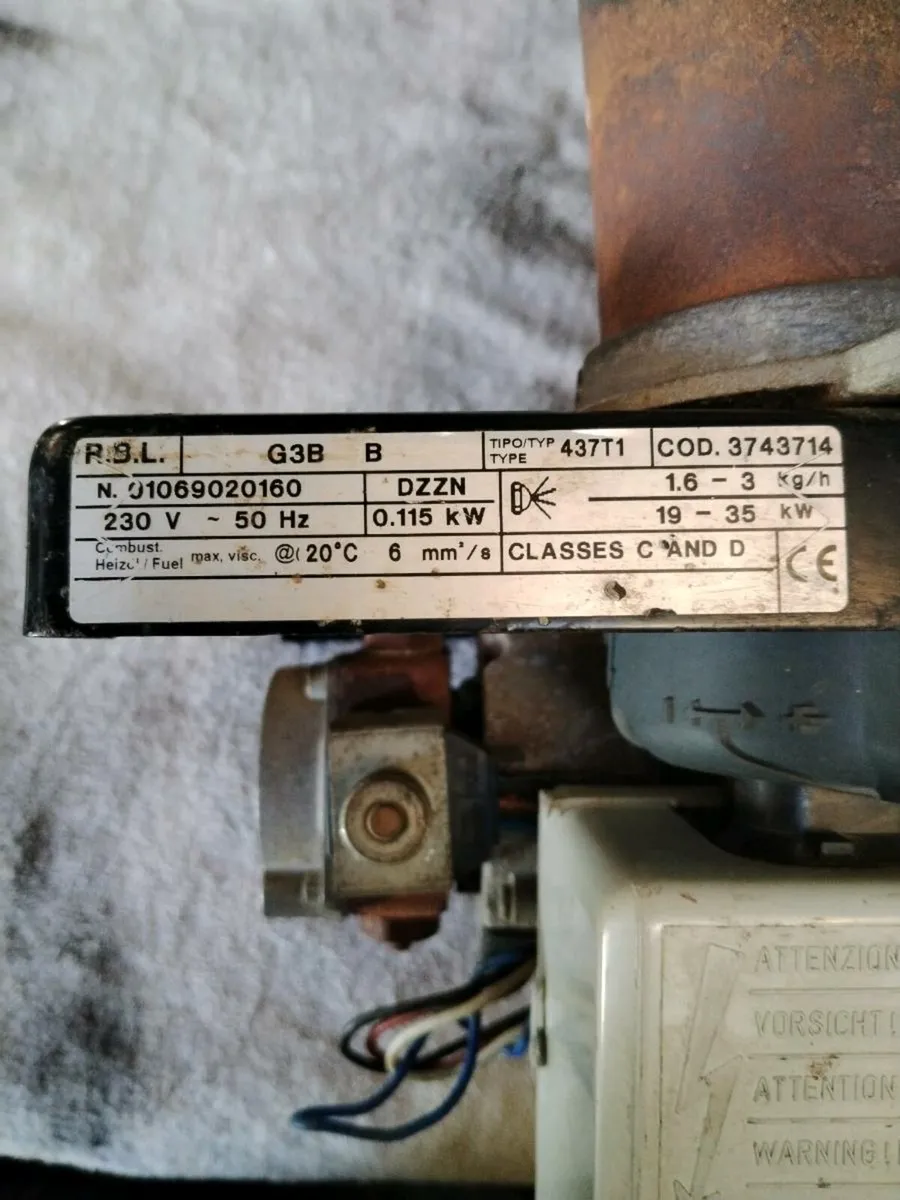 R.B.L. G3B B TIPO/TYP TYPE 437T1 COD. 3743714
N. 01069020160 DZZN 1.6 – 3 kg/h
230 V ~ 50 Hz 0.115 kW 19 – 35 kW
Combust. Heizöl/Fuel max. visc. @ 20°C 6 mm²/s CLASSES C AND D CE
ATTENZION
VORSICHT!
ATTENTION
WARNING!